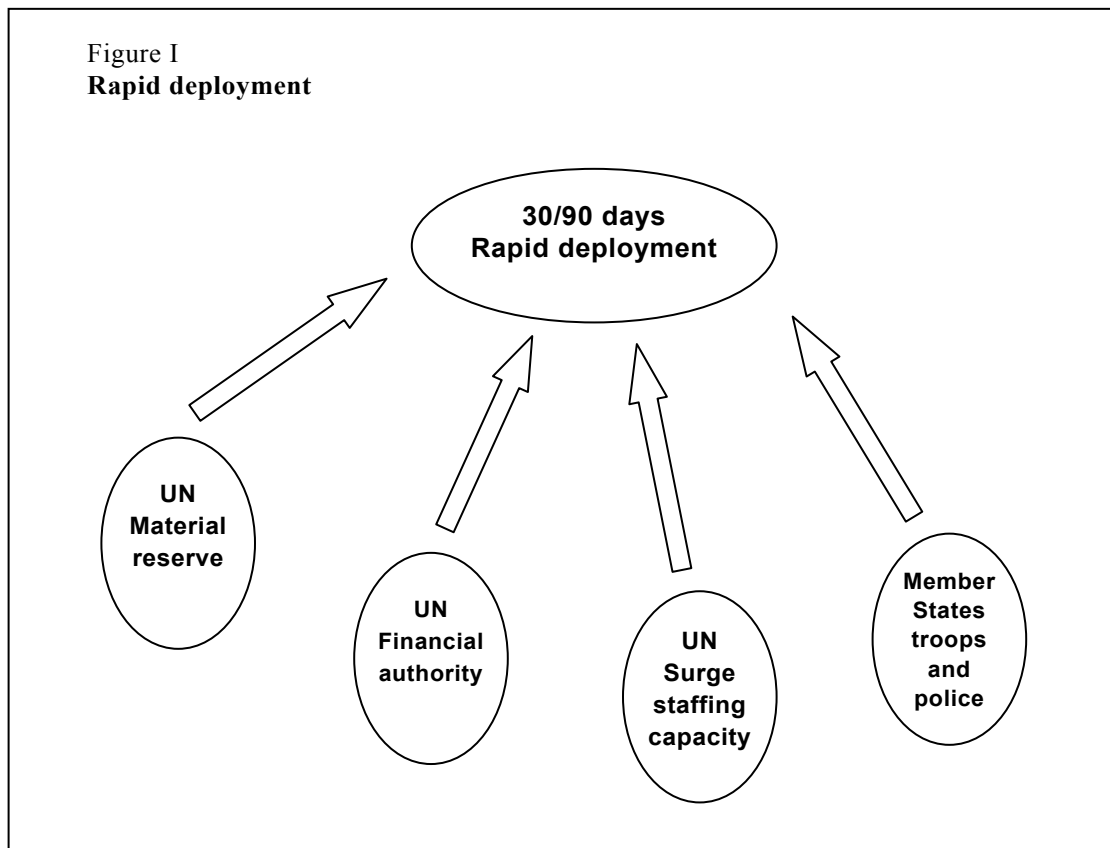 Figure I
Rapid deployment
30/90 days
Rapid deployment
UN
Material
reserve
UN
Financial
authority
UN
Surge
staffing
capacity
Member
States
troops
and
police